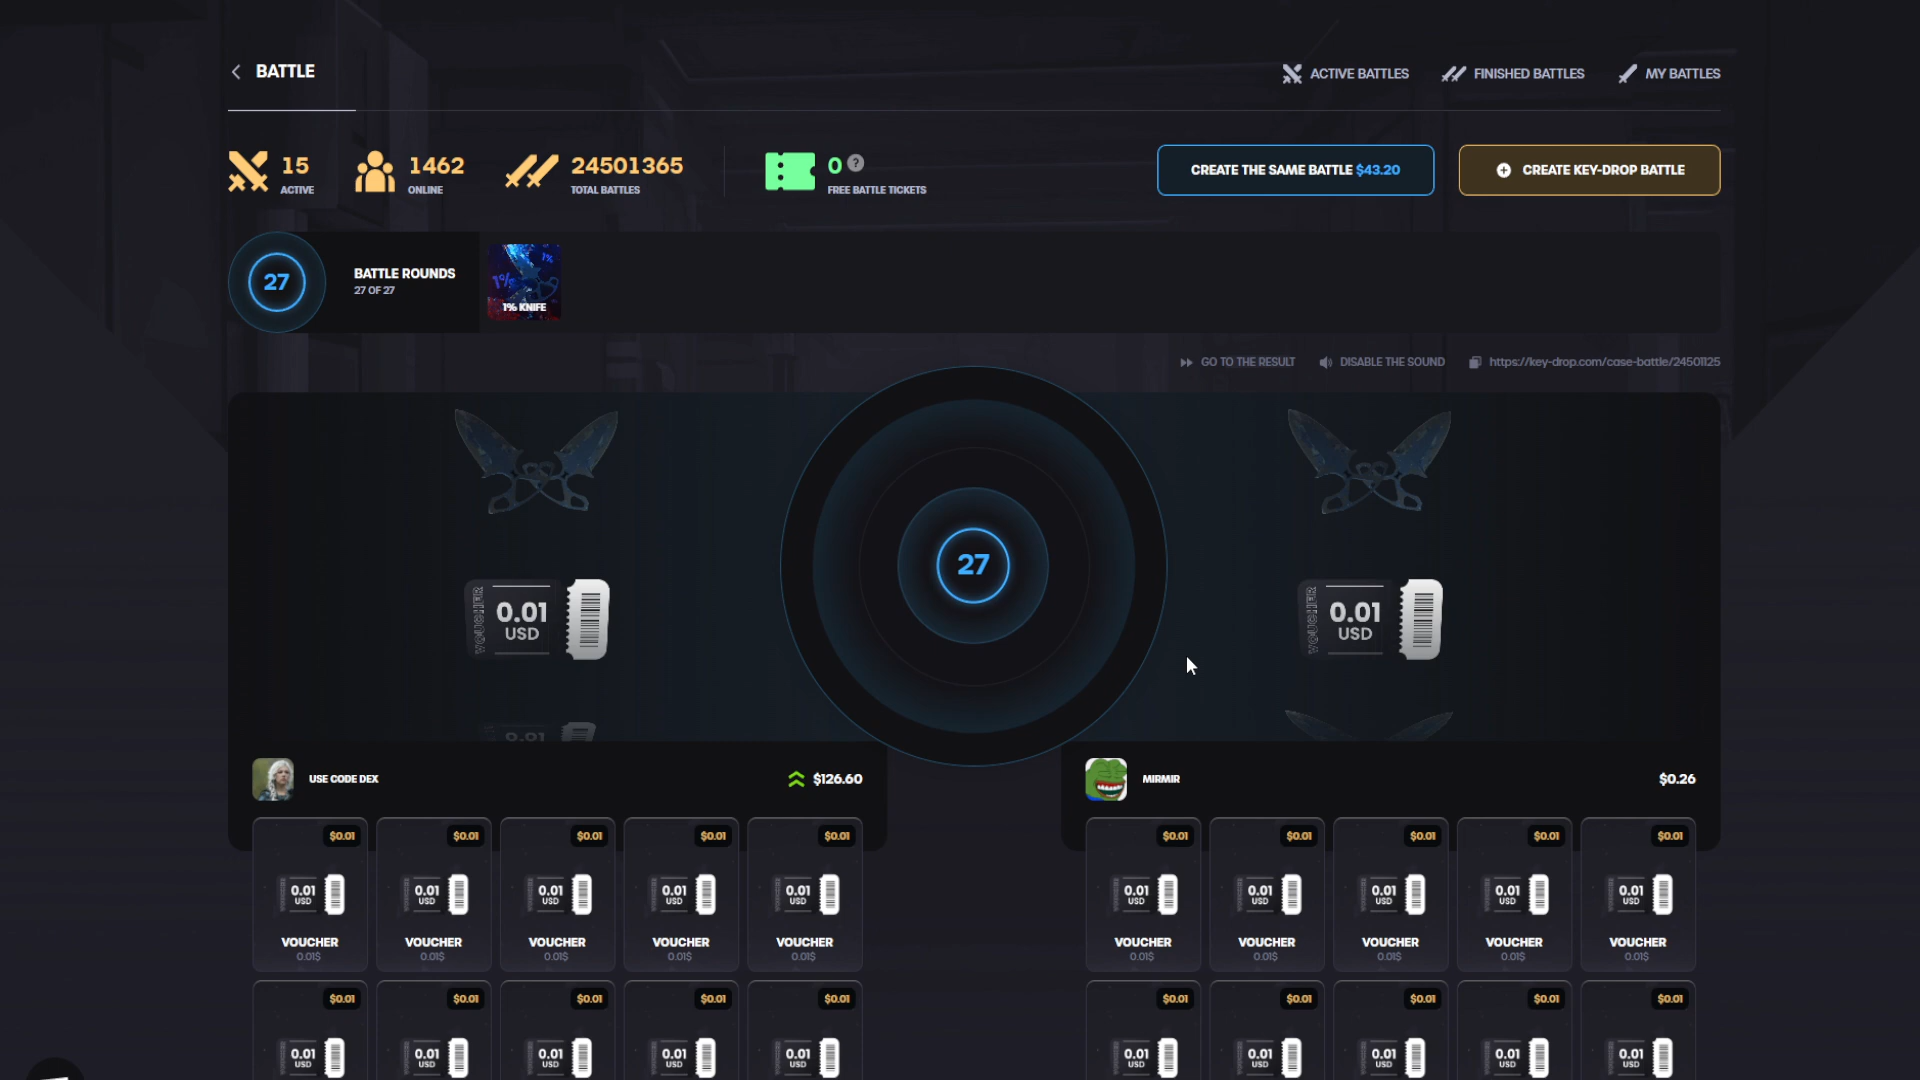 BATTLE
ACTIVE BATTLES
FINISHED BATTLES
MY BATTLES
15
ACTIVE
1462
ONLINE
24501365
TOTAL BATTLES
0 ?
FREE BATTLE TICKETS
CREATE THE SAME BATTLE $43.20
CREATE KEY-DROP BATTLE
27
BATTLE ROUNDS
27 OF 27
1%
1%
1% KNIFE
GO TO THE RESULT
DISABLE THE SOUND
https://key-drop.com/case-battle/24501125
VOUCHER
0.01
USD
27
VOUCHER
0.01
USD
0.01
USE CODE DEX
$126.60
MIRMIR
$0.26
$0.01
$0.01
$0.01
$0.01
$0.01
$0.01
$0.01
$0.01
$0.01
$0.01
0.01
USD
0.01
USD
0.01
USD
0.01
USD
0.01
USD
0.01
USD
0.01
USD
0.01
USD
0.01
USD
0.01
USD
VOUCHER
VOUCHER
VOUCHER
VOUCHER
VOUCHER
VOUCHER
VOUCHER
VOUCHER
VOUCHER
VOUCHER
0.01$
0.01$
0.01$
0.01$
0.01$
0.01$
0.01$
0.01$
0.01$
0.01$
$0.01
$0.01
$0.01
$0.01
$0.01
$0.01
$0.01
$0.01
$0.01
$0.01
0.01
USD
0.01
USD
0.01
USD
0.01
USD
0.01
USD
0.01
USD
0.01
USD
0.01
USD
0.01
USD
0.01
USD